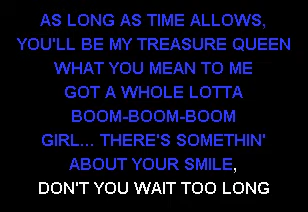 AS LONG AS TIME ALLOWS,
YOU'LL BE MY TREASURE QUEEN
WHAT YOU MEAN TO ME
GOT A WHOLE LOTTA
BOOM-BOOM-BOOM
GIRL... THERE'S SOMETHIN'
ABOUT YOUR SMILE,
DON'T YOU WAIT TOO LONG